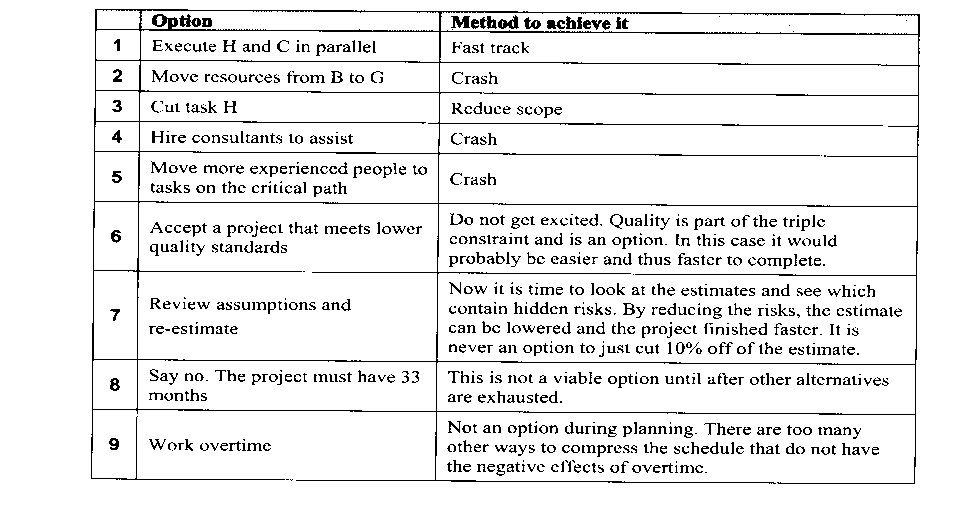 Option Method to achieve it
1 Execute H and C in parallel Fast track
2 Move resources from B to G Crash
3 Cut task H Reduce scope
4 Hire consultants to assist Crash
5 Move more experienced people to
tasks on the critical path Crash
6 Accept a project that meets lower
quality standards
Do not get excited. Quality is part of the triple
constraint and is an option. In this case it would
probably be easier and thus faster to complete.
7 Review assumptions and
re-estimate
Now it is time to look at the estimates and see which
contain hidden risks. By reducing the risks, the estimate
can be lowered and the project finished faster. It is
never an option to just cut 10% off of the estimate.
8 Say no. The project must have 33
months
This is not a viable option until after other alternatives
are exhausted.
9 Work overtime
Not an option during planning. There are too many
other ways to compress the schedule that do not have
the negative effects of overtime.